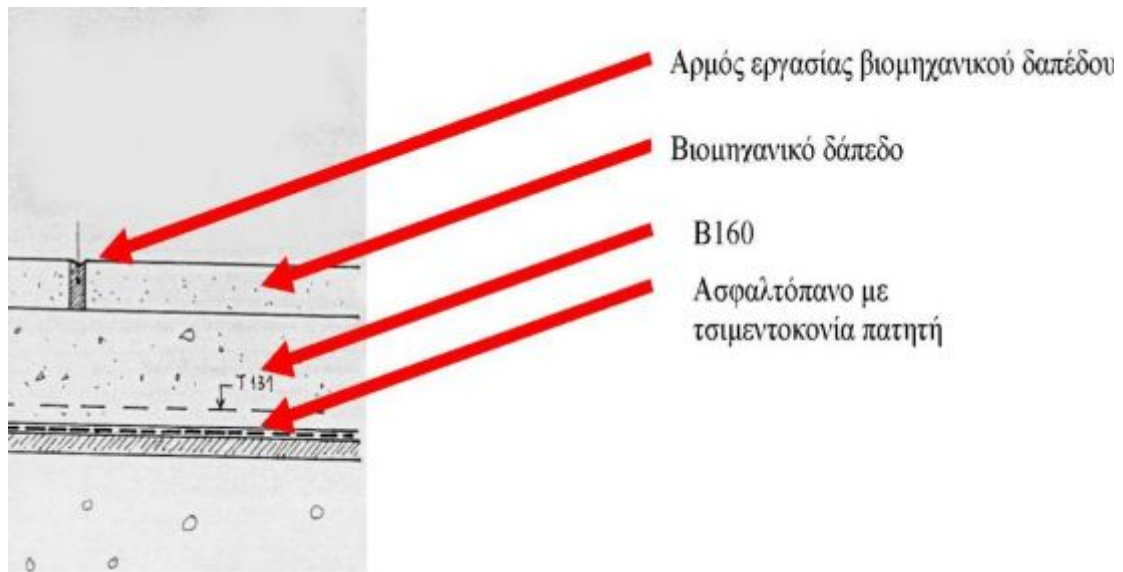 Αρμός εργασίας βιομηχανικού δαπέδου
Βιομηχανικό δάπεδο
B160
Ασφαλτόπανο με
τσιμεντοκονία πατητή
T131